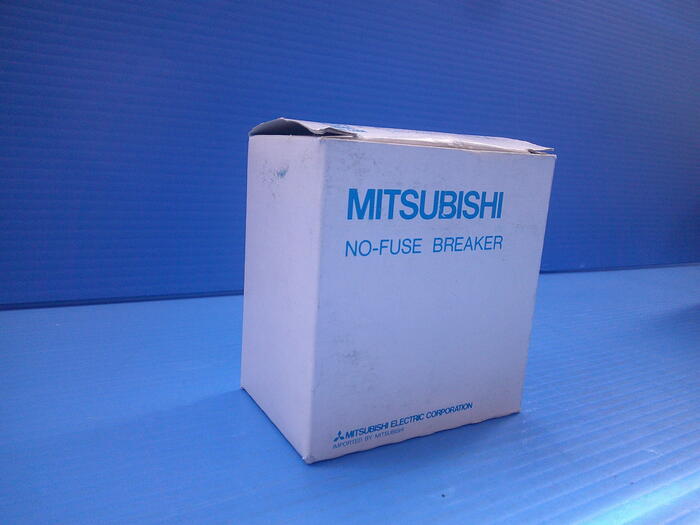 MITSUBISHI
NO-FUSE BREAKER
MITSUBISHI ELECTRIC CORPORATION
IMPORTED BY MITSUBISHI